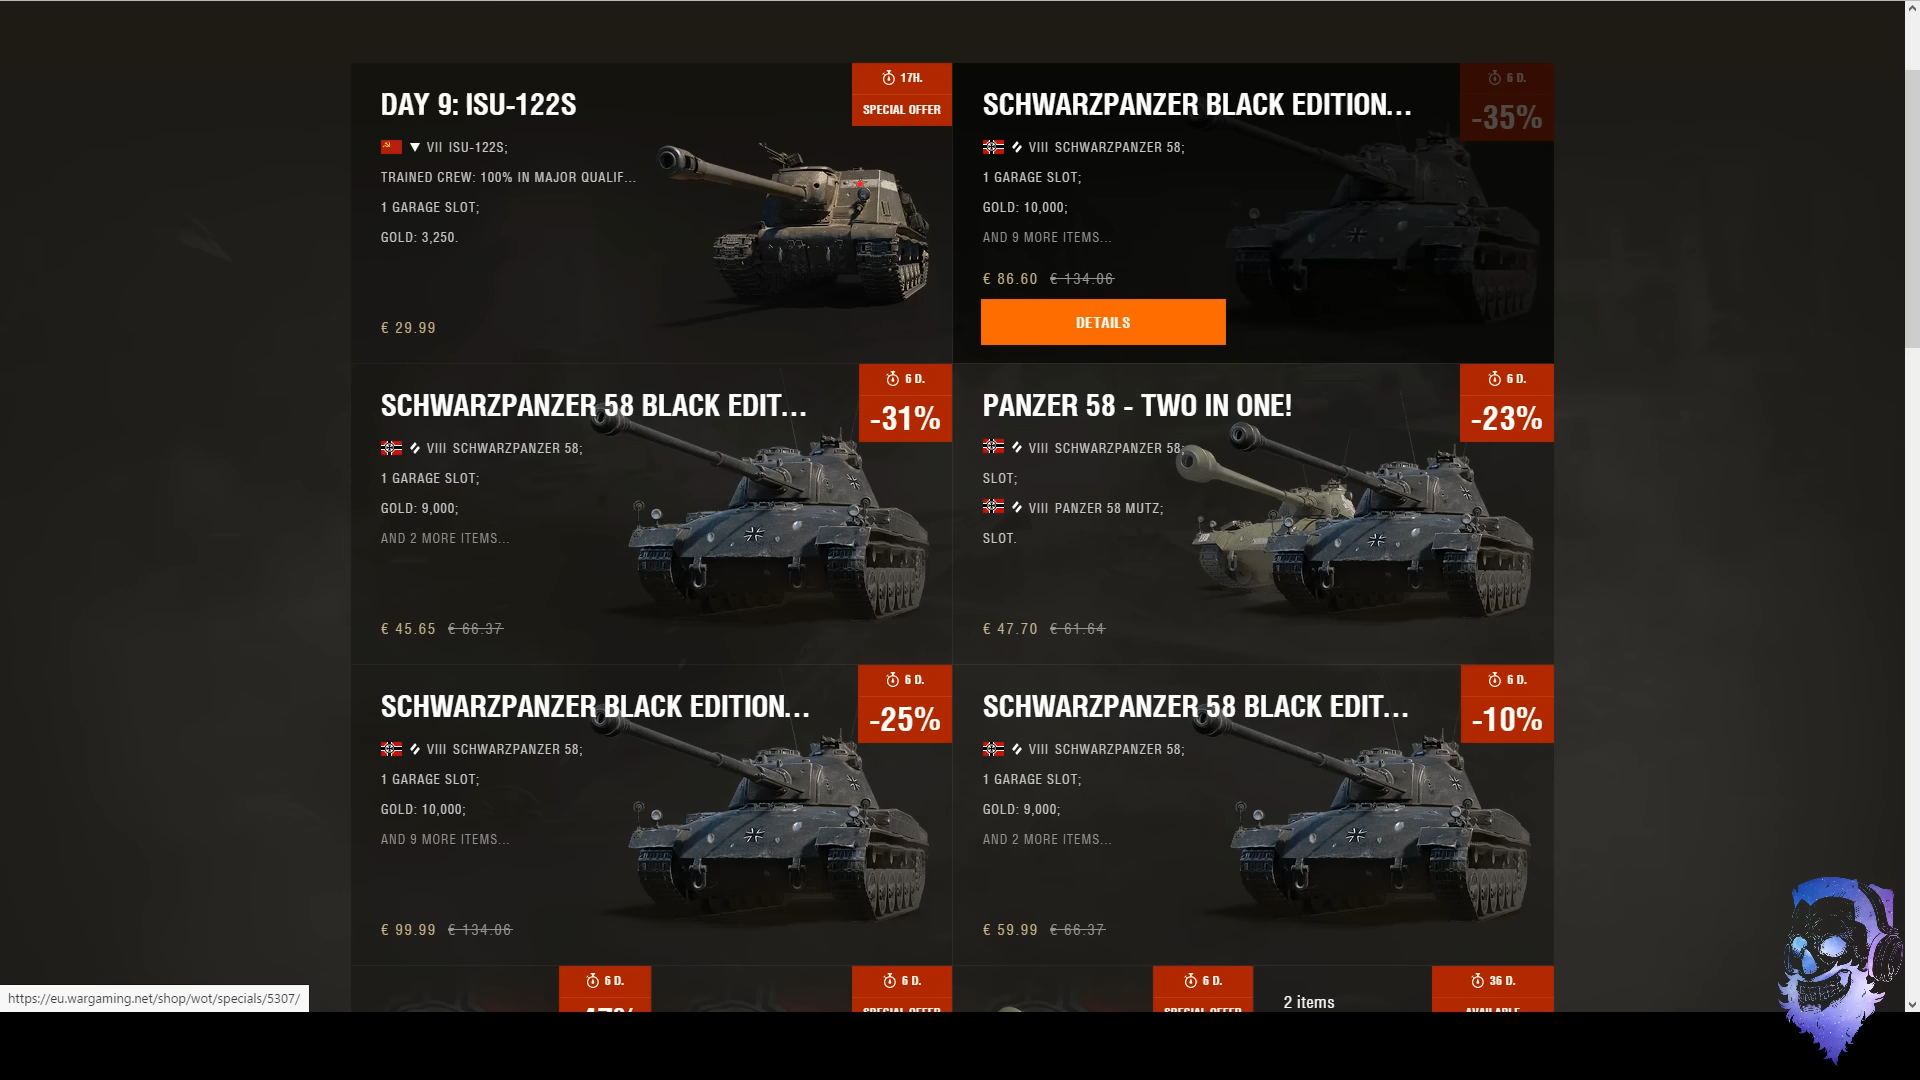 DAY 9: ISU-122S
17H.
SPECIAL OFFER
VII ISU-122S;
TRAINED CREW: 100% IN MAJOR QUALIF...
1 GARAGE SLOT;
GOLD: 3,250.
€ 29.99
SCHWARZPANZER BLACK EDITION...
6 D.
-35%
VIII SCHWARZPANZER 58;
1 GARAGE SLOT;
GOLD: 10,000;
AND 9 MORE ITEMS...
€ 86.60 € 134.06
DETAILS
SCHWARZPANZER 58 BLACK EDIT...
6 D.
-31%
VIII SCHWARZPANZER 58;
1 GARAGE SLOT;
GOLD: 9,000;
AND 2 MORE ITEMS...
€ 45.65 € 66.37
PANZER 58 - TWO IN ONE!
6 D.
-23%
VIII SCHWARZPANZER 58;
SLOT;
VIII PANZER 58 MUTZ;
SLOT.
€ 47.70 € 61.64
SCHWARZPANZER BLACK EDITION...
6 D.
-25%
VIII SCHWARZPANZER 58;
1 GARAGE SLOT;
GOLD: 10,000;
AND 9 MORE ITEMS...
€ 99.99 € 134.06
SCHWARZPANZER 58 BLACK EDIT...
6 D.
-10%
VIII SCHWARZPANZER 58;
1 GARAGE SLOT;
GOLD: 9,000;
AND 2 MORE ITEMS...
€ 59.99 € 66.37
6 D.
6 D.
SPECIAL OFFER
6 D.
SPECIAL OFFER
2 items
36 D.
AVAILABLE
https://eu.wargaming.net/shop/wot/specials/5307/